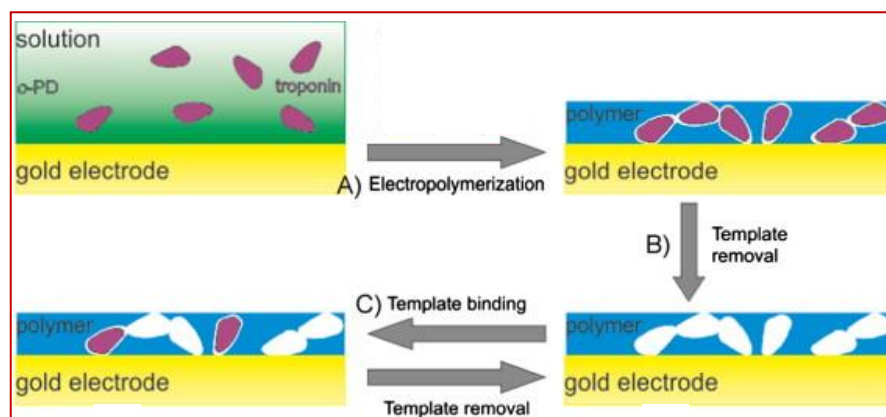 solution
o-PD
troponin
gold electrode
A) Electropolymerization
polymer
gold electrode
B) Template
removal
C) Template binding
polymer
gold electrode
Template removal
polymer
gold electrode